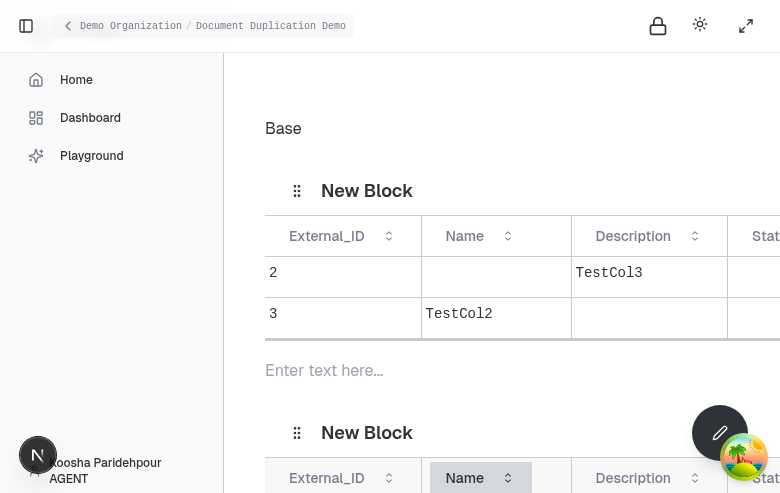 Demo Organization / Document Duplication Demo
Home
Dashboard
Playground
Base
New Block
External_ID Name Description Stat
2 TestCol3
3 TestCol2
Enter text here...
New Block
External_ID Name Description Stat
N
Koosha Paridehpour
AGENT